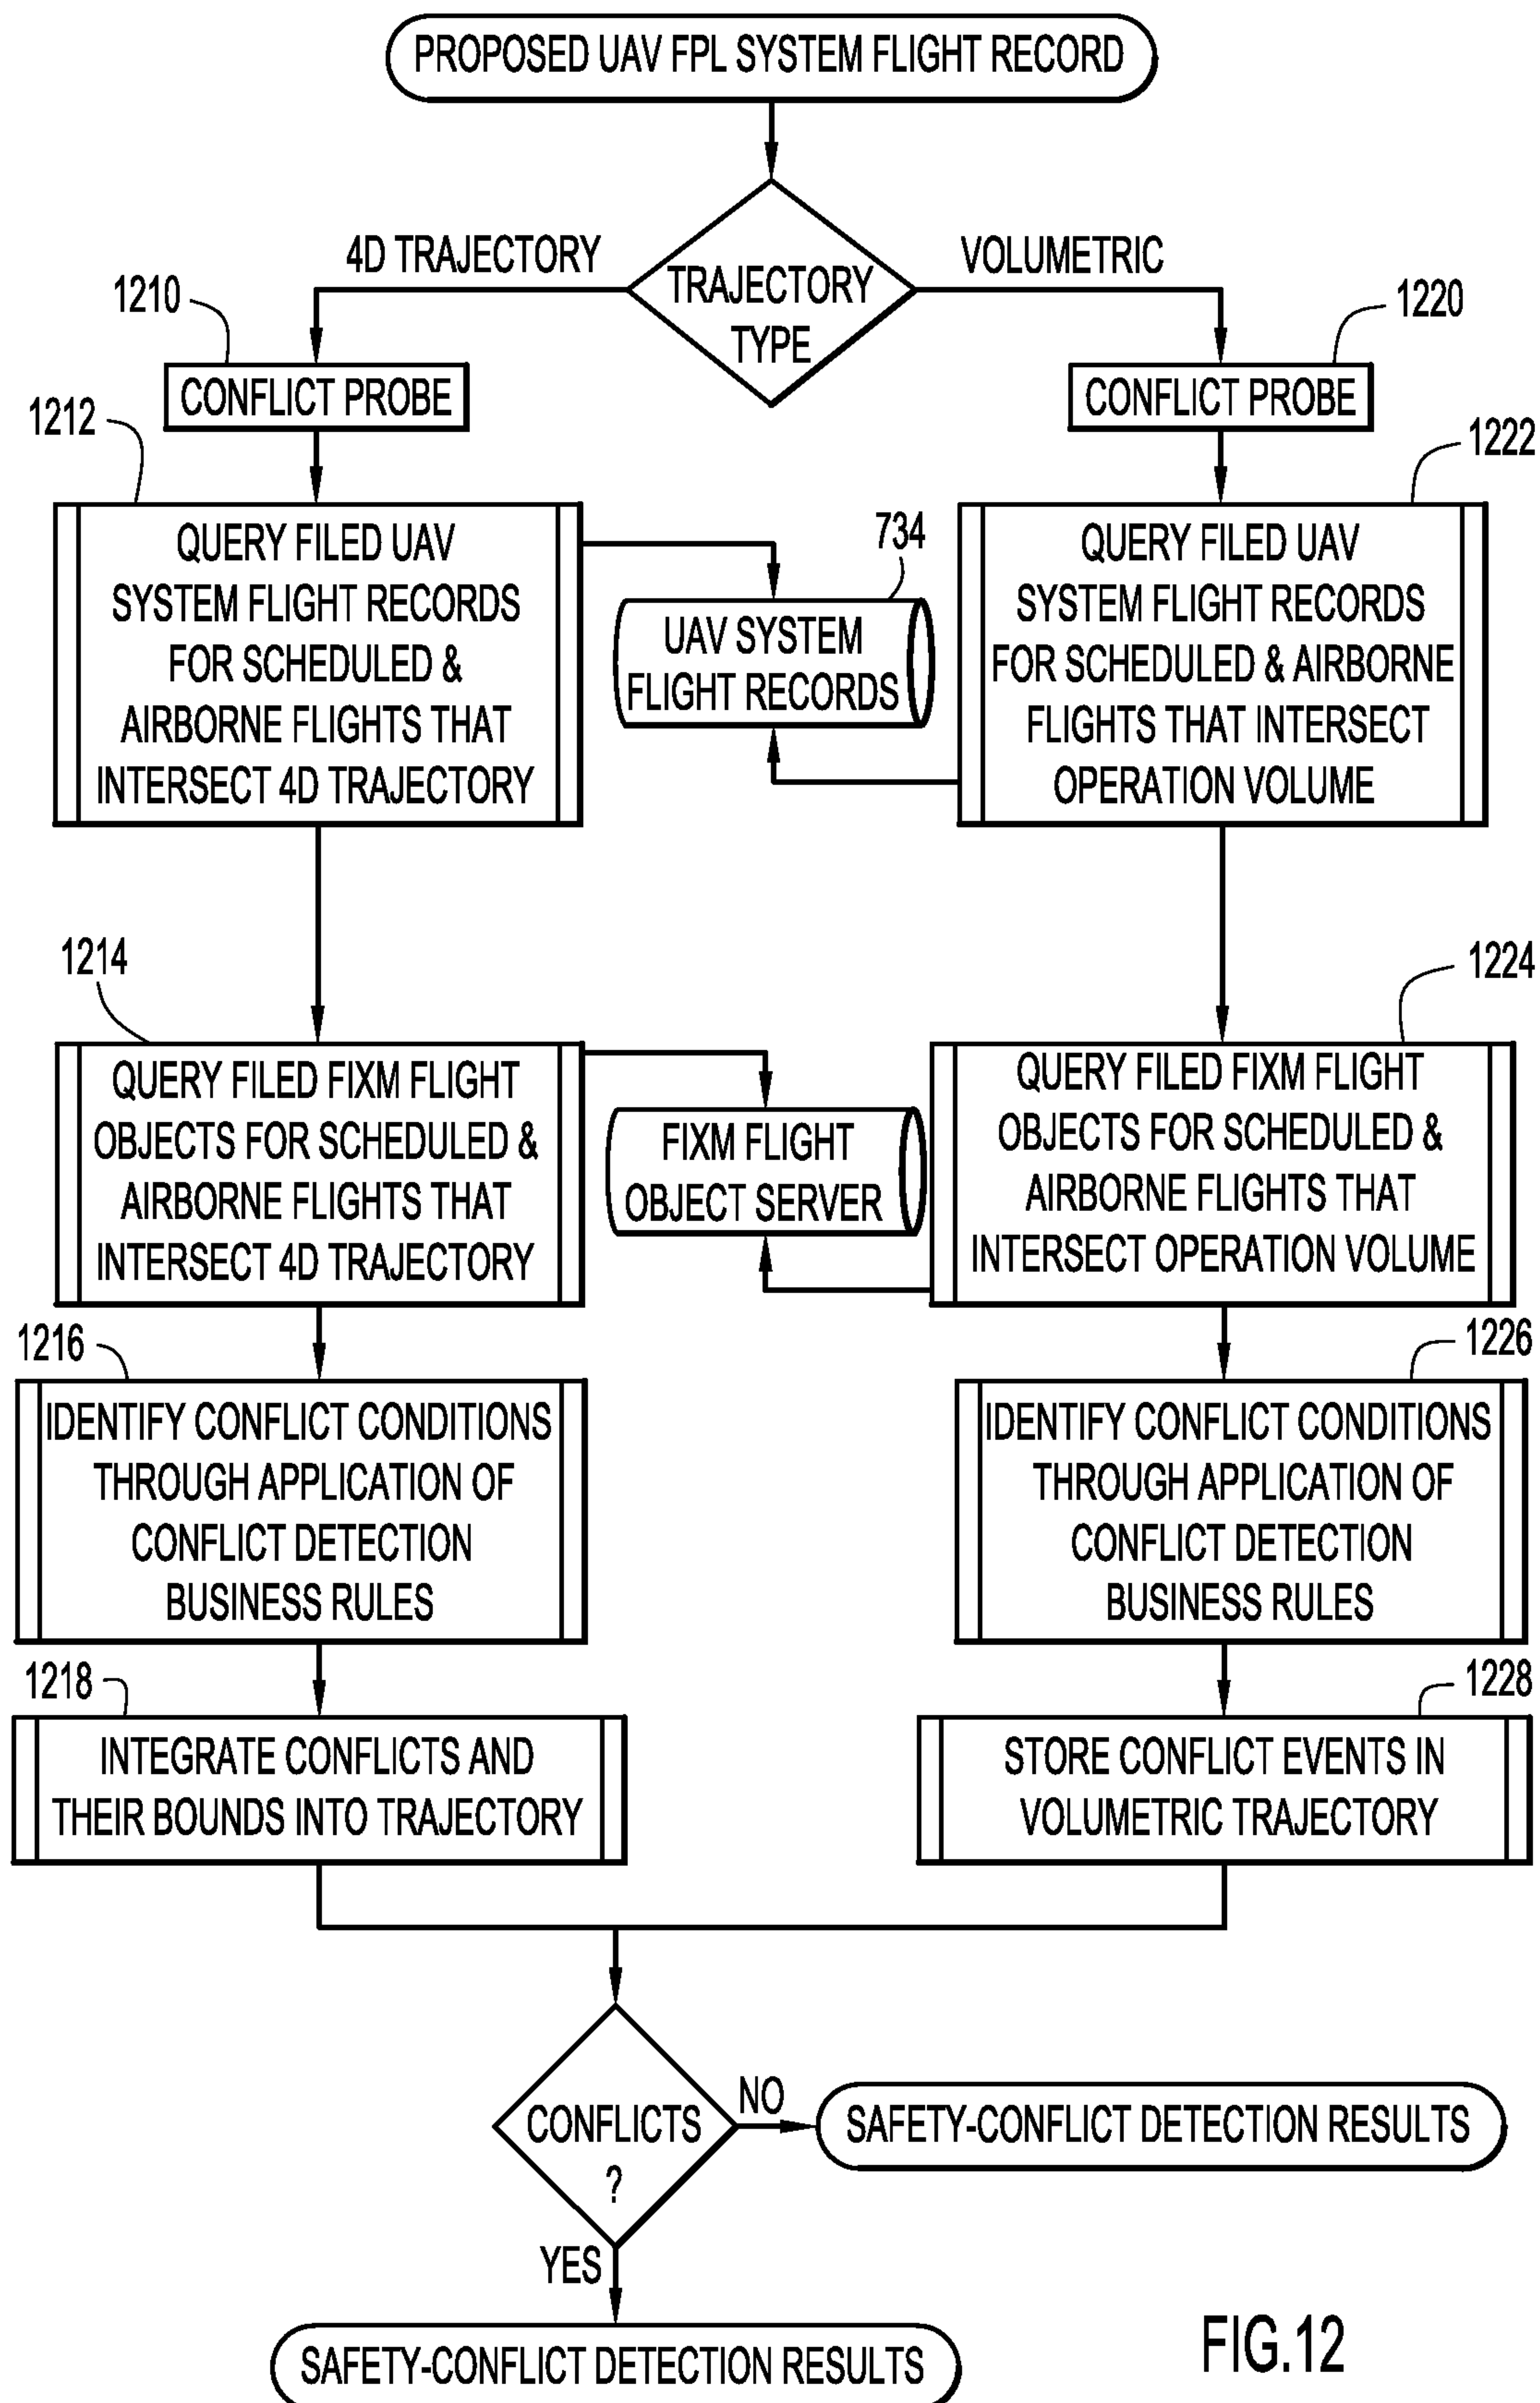 PROPOSED UAV FPL SYSTEM FLIGHT RECORD
4D TRAJECTORY
VOLUMETRIC
TRAJECTORY
TYPE
1210
1220
CONFLICT PROBE
CONFLICT PROBE
1212
1222
QUERY FILED UAV
SYSTEM FLIGHT RECORDS
FOR SCHEDULED &
AIRBORNE FLIGHTS THAT
INTERSECT 4D TRAJECTORY
734
UAV SYSTEM
FLIGHT RECORDS
QUERY FILED UAV
SYSTEM FLIGHT RECORDS
FOR SCHEDULED & AIRBORNE
FLIGHTS THAT INTERSECT
OPERATION VOLUME
1214
1224
QUERY FILED FIXM FLIGHT
OBJECTS FOR SCHEDULED &
AIRBORNE FLIGHTS THAT
INTERSECT 4D TRAJECTORY
FIXM FLIGHT
OBJECT SERVER
QUERY FILED FIXM FLIGHT
OBJECTS FOR SCHEDULED &
AIRBORNE FLIGHTS THAT
INTERSECT OPERATION VOLUME
1216
1226
IDENTIFY CONFLICT CONDITIONS
THROUGH APPLICATION OF
CONFLICT DETECTION
BUSINESS RULES
IDENTIFY CONFLICT CONDITIONS
THROUGH APPLICATION OF
CONFLICT DETECTION
BUSINESS RULES
1218
1228
INTEGRATE CONFLICTS AND
THEIR BOUNDS INTO TRAJECTORY
STORE CONFLICT EVENTS IN
VOLUMETRIC TRAJECTORY
CONFLICTS
?
NO
SAFETY-CONFLICT DETECTION RESULTS
YES
SAFETY-CONFLICT DETECTION RESULTS
FIG.12